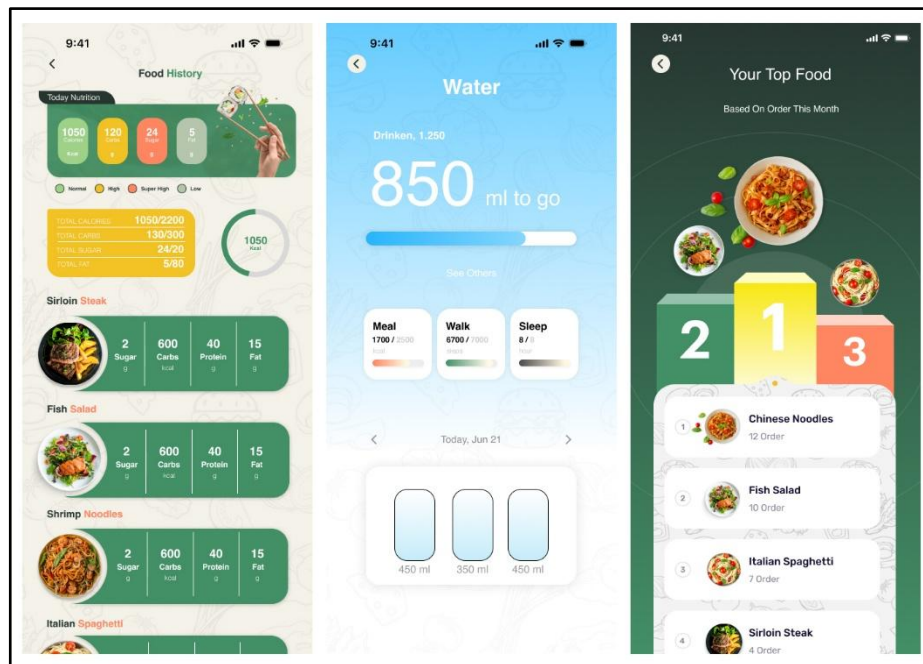 9:41
Food History
Today Nutrition
1050 120 24 5
Calories Carbs Sugar Fat
kcal g g g
Normal High Super High Low
TOTAL CALORIES 1050/2200
TOTAL CARBS 130/300
TOTAL SUGAR 24/20
TOTAL FAT 5/80
1050
Kcal
Sirloin Steak
2 600 40 15
Sugar Carbs Protein Fat
g kcal g g
Fish Salad
2 600 40 15
Sugar Carbs Protein Fat
g kcal g g
Shrimp Noodles
2 600 40 15
Sugar Carbs Protein Fat
g kcal g g
Italian Spaghetti
9:41
Water
Drinken, 1.250
850 ml to go
See Others
Meal Walk Sleep
1700 / 2500 6700 / 7000 8 / 8
kcal steps hour
Today, Jun 21
450 ml 350 ml 450 ml
9:41
Your Top Food
Based On Order This Month
2 1 3
1 Chinese Noodles
12 Order
2 Fish Salad
10 Order
3 Italian Spaghetti
7 Order
4 Sirloin Steak
4 Order